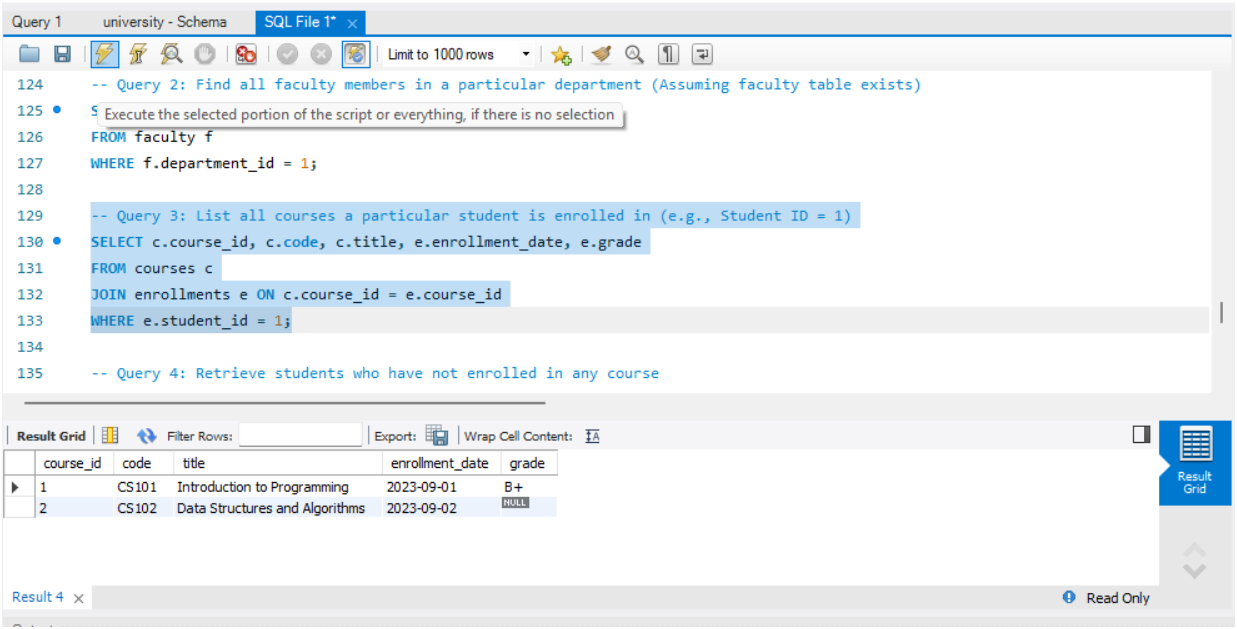 Query 1 university - Schema SQL File 1*
Limit to 1000 rows
124 -- Query 2: Find all faculty members in a particular department (Assuming faculty table exists)
125 S
Execute the selected portion of the script or everything, if there is no selection
126 FROM faculty f
127 WHERE f.department_id = 1;
128
129 -- Query 3: List all courses a particular student is enrolled in (e.g., Student ID = 1)
130 SELECT c.course_id, c.code, c.title, e.enrollment_date, e.grade
131 FROM courses c
132 JOIN enrollments e ON c.course_id = e.course_id
133 WHERE e.student_id = 1;
134
135 -- Query 4: Retrieve students who have not enrolled in any course
Result Grid Filter Rows: Export: Wrap Cell Content: IA
course_id code title enrollment_date grade
1 CS101 Introduction to Programming 2023-09-01 B+
2 CS102 Data Structures and Algorithms 2023-09-02 NULL
Result
Grid
Result 4 Read Only